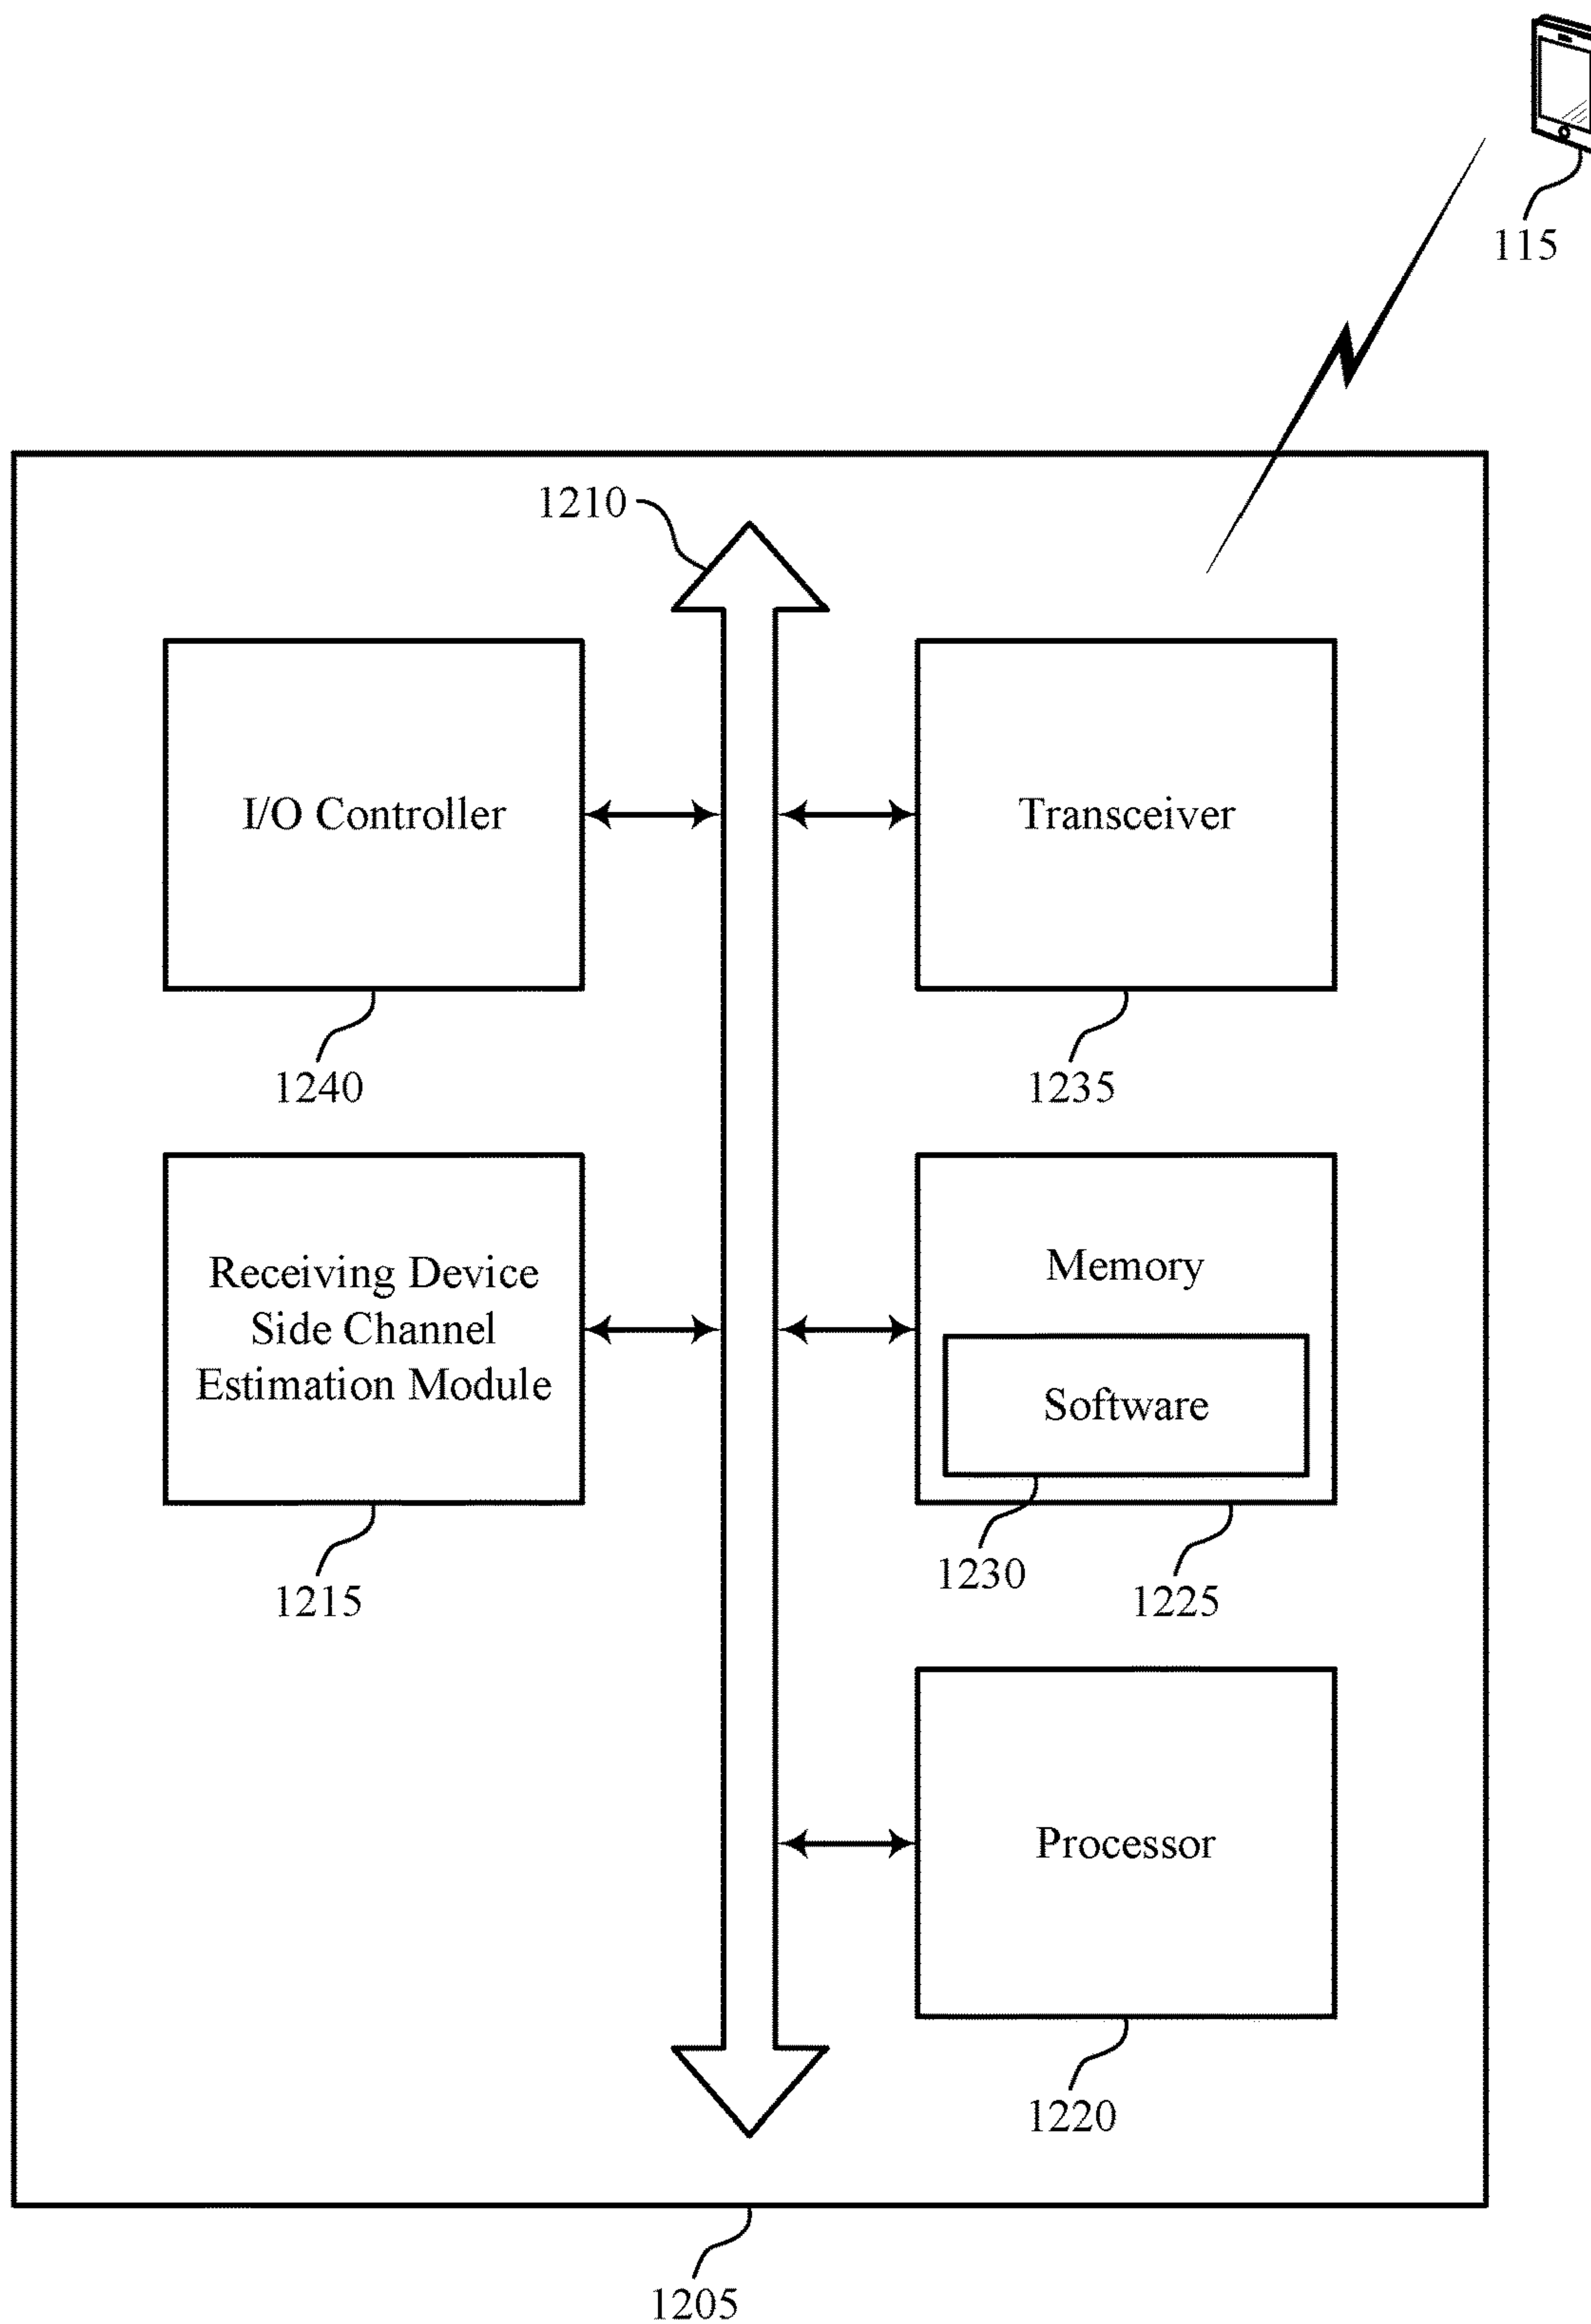 115
1210
I/O Controller
Transceiver
1240
1235
Receiving Device
Side Channel
Estimation Module
Memory
Software
1230
1225
1215
Processor
1220
1205